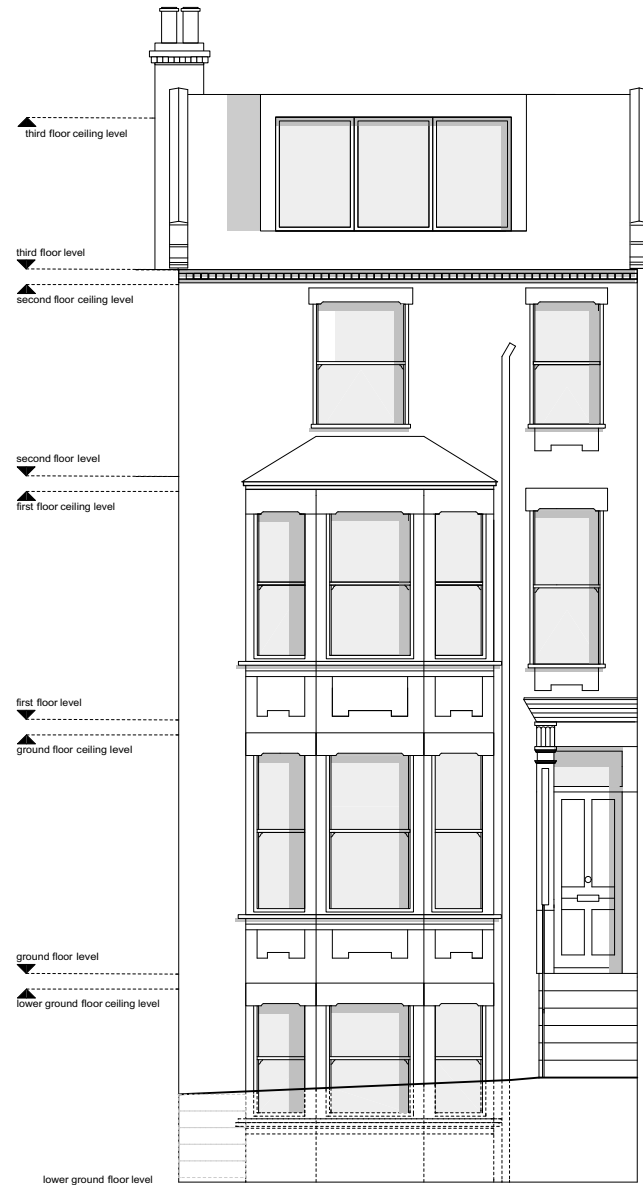 third floor ceiling level
third floor level
second floor ceiling level
second floor level
first floor ceiling level
first floor level
ground floor ceiling level
ground floor level
lower ground floor ceiling level
lower ground floor level